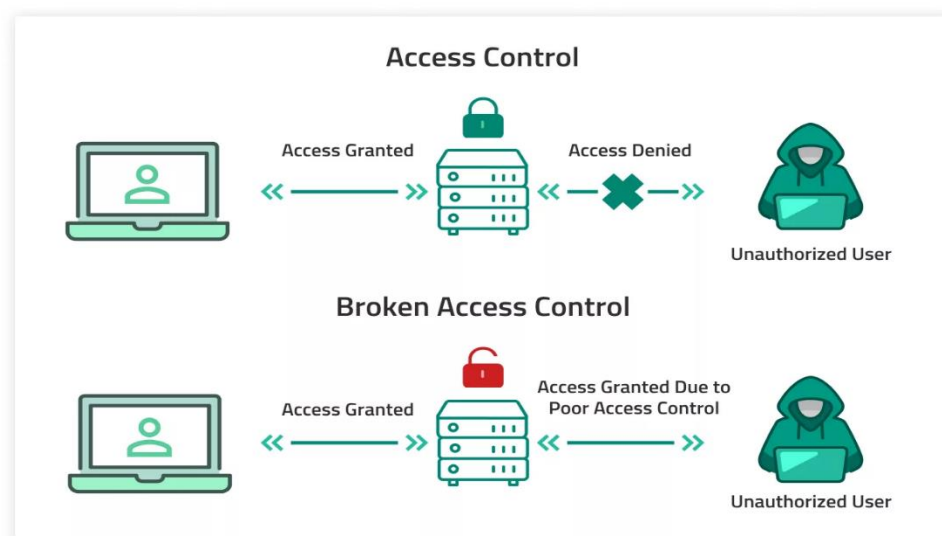 Access Control
Access Granted
Access Denied
Unauthorized User
Broken Access Control
Access Granted
Access Granted Due to
Poor Access Control
Unauthorized User